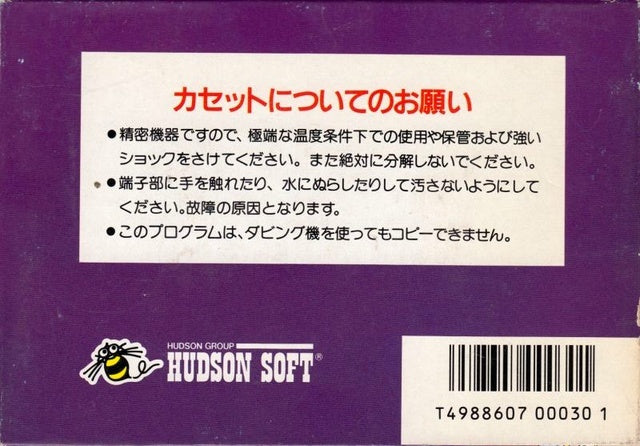 カセットについてのお願い
●精密機器ですので、極端な温度条件下での使用や保管および強い
ショックをさけてください。また絶対に分解しないでください。
●端子部に手を触れたり、水にぬらしたりして汚さないようにして
ください。故障の原因となります。
●このプログラムは、ダビング機を使ってもコピーできません。
HUDSON GROUP
HUDSON SOFT®
T4988607 00030 1